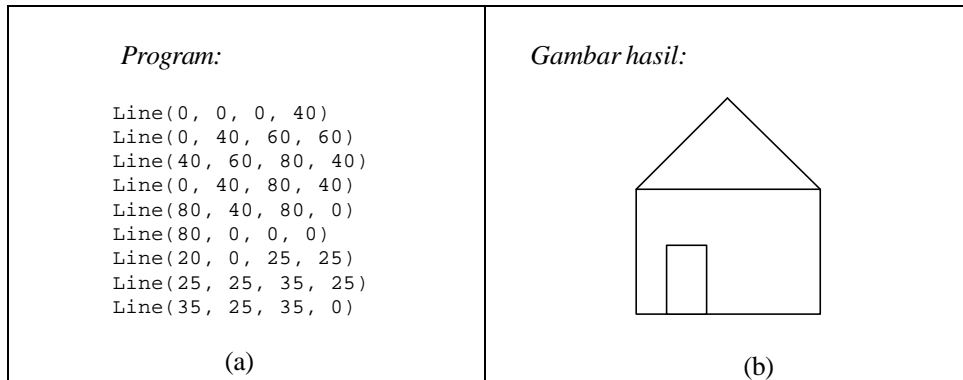 Program:
Line(0, 0, 0, 40)
Line(0, 40, 60, 60)
Line(40, 60, 80, 40)
Line(0, 40, 80, 40)
Line(80, 40, 80, 0)
Line(80, 0, 0, 0)
Line(20, 0, 25, 25)
Line(25, 25, 35, 25)
Line(35, 25, 35, 0)
(a)
Gambar hasil:
(b)